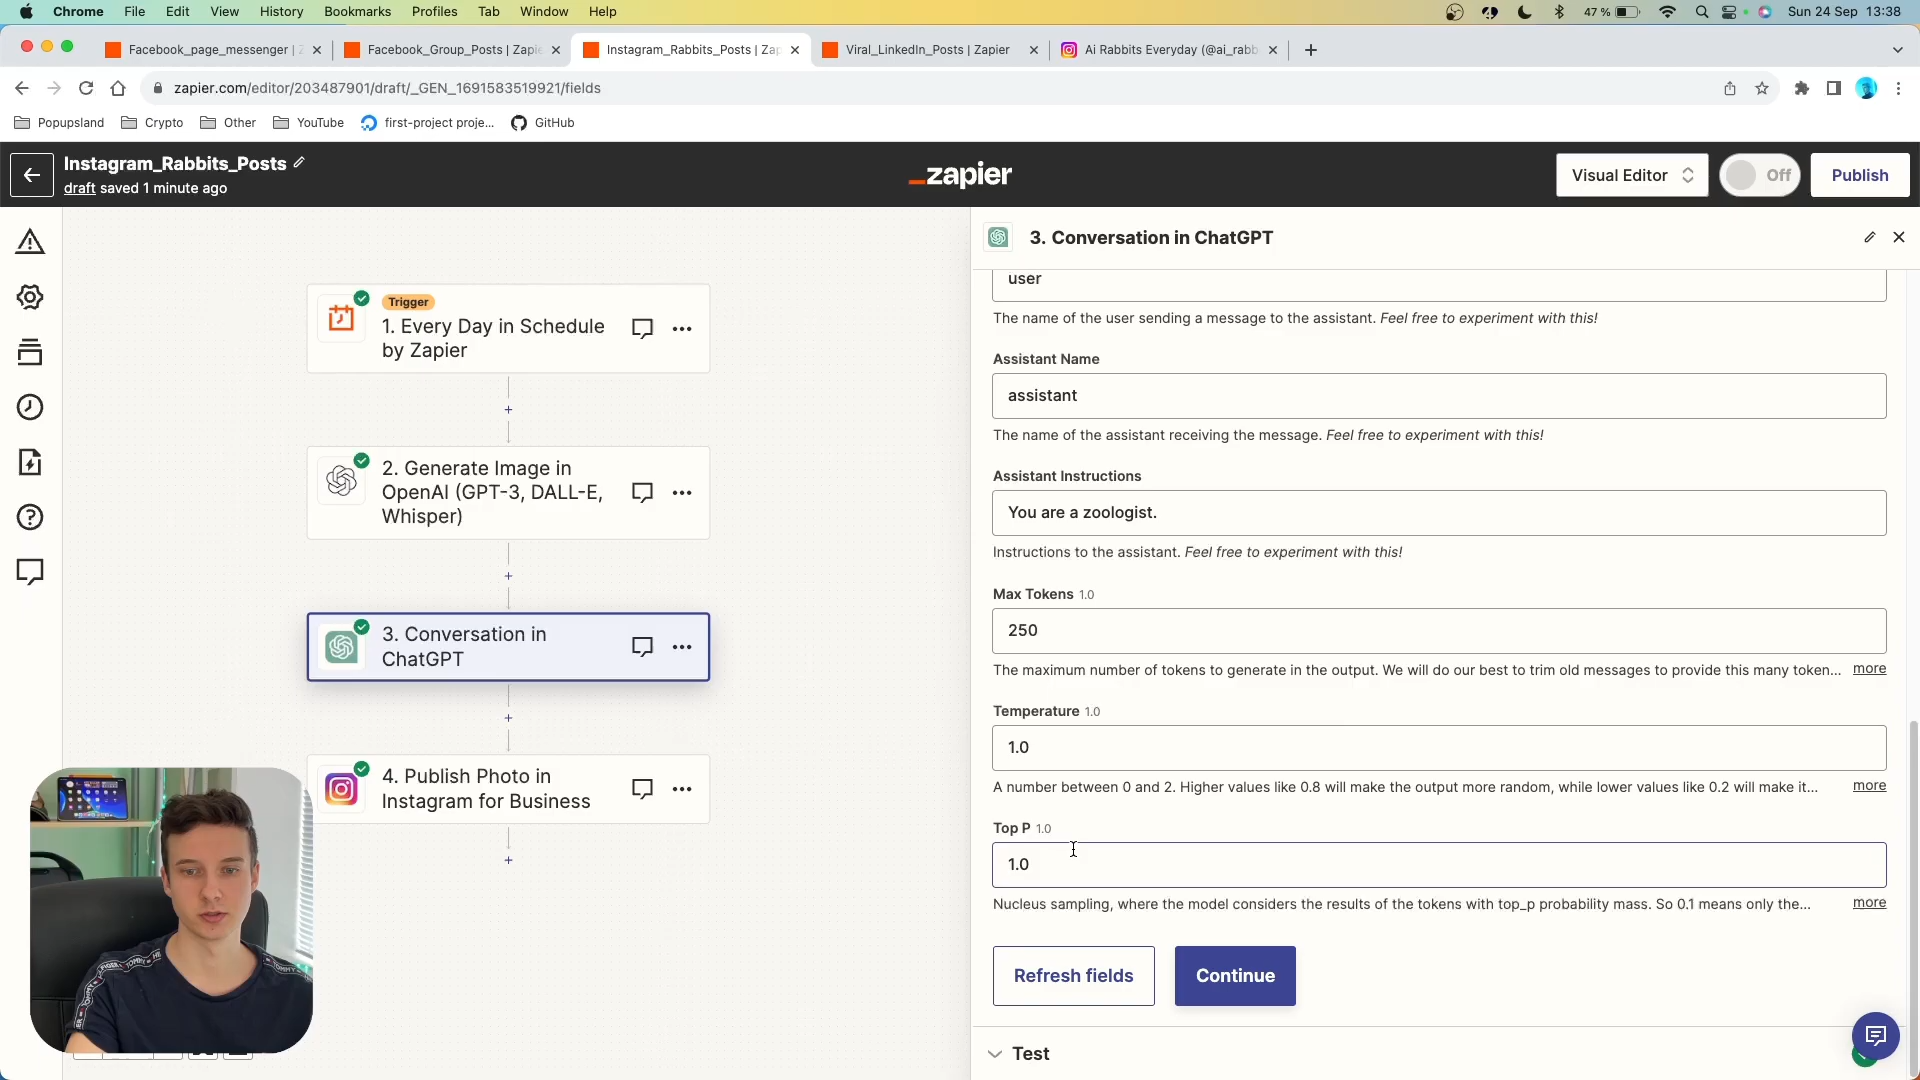 Chrome File Edit View History Bookmarks Profiles Tab Window Help
47 % Sun 24 Sep 13:38
Facebook_page_messenger | Z
Facebook_Group_Posts | Zapie
Instagram_Rabbits_Posts | Zap
Viral_LinkedIn_Posts | Zapier
Ai Rabbits Everyday (@ai_rabb
zapier.com/editor/203487901/draft/_GEN_1691583519921/fields
Popupsland Crypto Other YouTube first-project proje... GitHub
Instagram_Rabbits_Posts
draft saved 1 minute ago
_zapier
Visual Editor
Off
Publish
Trigger
1. Every Day in Schedule
by Zapier
+
2. Generate Image in
OpenAI (GPT-3, DALL-E,
Whisper)
+
3. Conversation in
ChatGPT
+
4. Publish Photo in
Instagram for Business
+
3. Conversation in ChatGPT
user
The name of the user sending a message to the assistant. Feel free to experiment with this!
Assistant Name
assistant
The name of the assistant receiving the message. Feel free to experiment with this!
Assistant Instructions
You are a zoologist.
Instructions to the assistant. Feel free to experiment with this!
Max Tokens 1.0
250
The maximum number of tokens to generate in the output. We will do our best to trim old messages to provide this many token... more
Temperature 1.0
1.0
A number between 0 and 2. Higher values like 0.8 will make the output more random, while lower values like 0.2 will make it... more
Top P 1.0
1.0
Nucleus sampling, where the model considers the results of the tokens with top_p probability mass. So 0.1 means only the... more
Refresh fields
Continue
Test